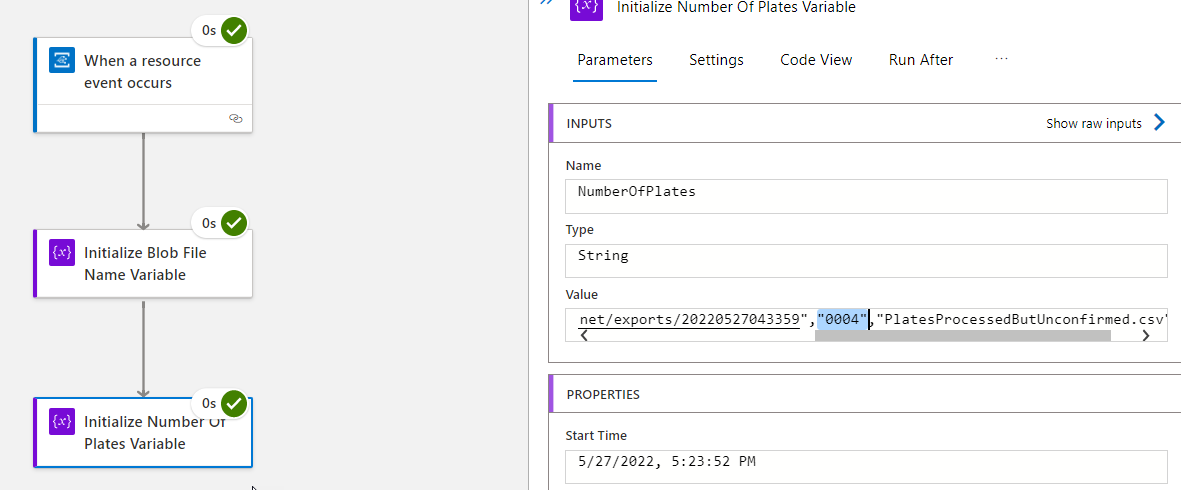 0s
When a resource
event occurs
0s
Initialize Blob File
Name Variable
0s
Initialize Number Of
Plates Variable
{x} Initialize Number Of Plates Variable
Parameters Settings Code View Run After ...
INPUTS Show raw inputs
Name
NumberOfPlates
Type
String
Value
net/exports/20220527043359","0004","PlatesProcessedButUnconfirmed.csv"
PROPERTIES
Start Time
5/27/2022, 5:23:52 PM